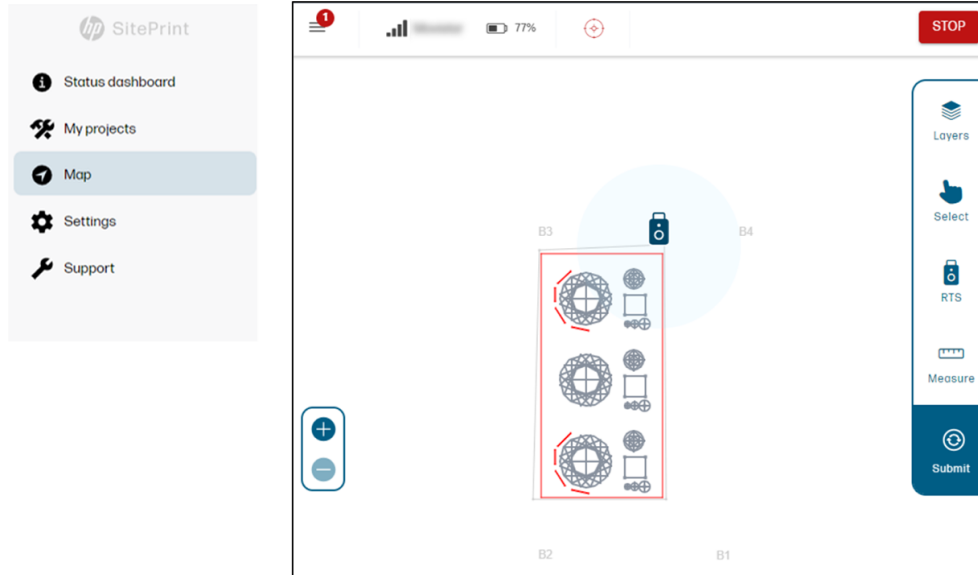 hp SitePrint
Status dashboard
My projects
Map
Settings
Support
1
77%
STOP
Layers
Select
RTS
Measure
Submit
B3
B4
B2
B1